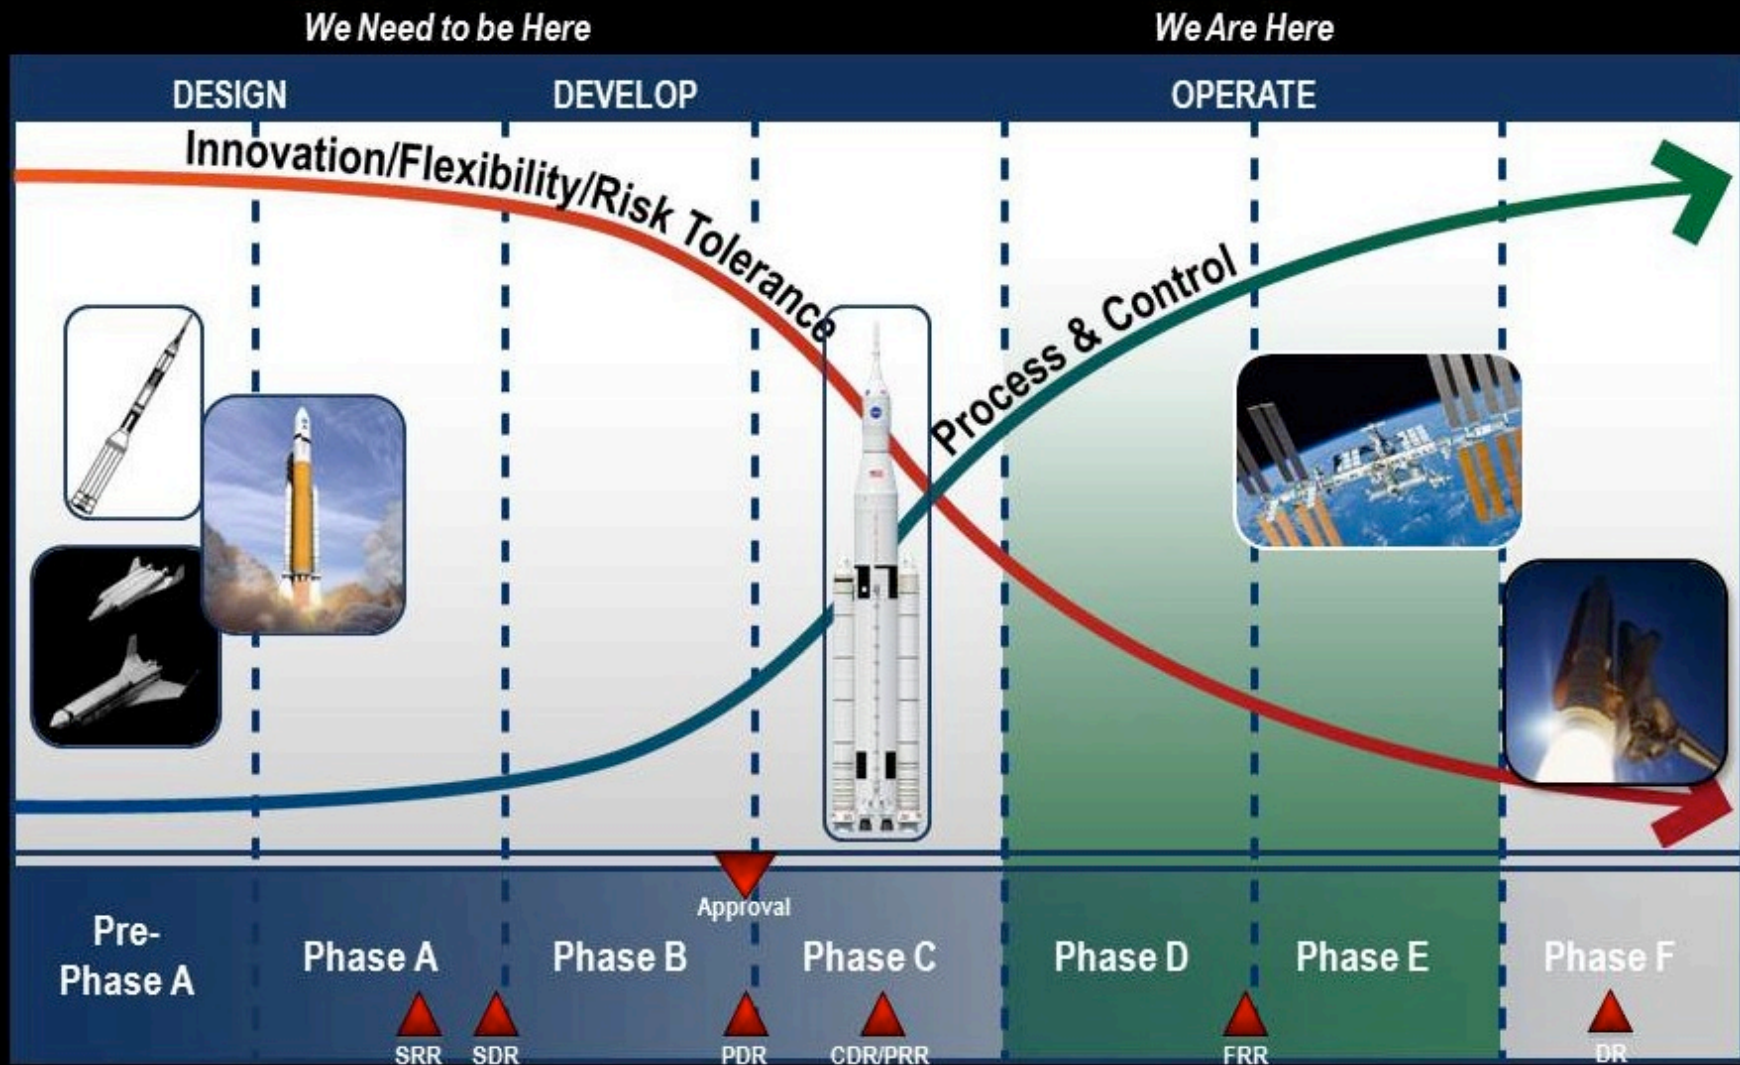 We Need to be Here
We Are Here
DESIGN
DEVELOP
OPERATE
Innovation/Flexibility/Risk Tolerance
Process & Control
Approval
Pre-
Phase A
Phase A
Phase B
Phase C
Phase D
Phase E
Phase F
SRR
SDR
PDR
CDR/PRR
FRR
DR